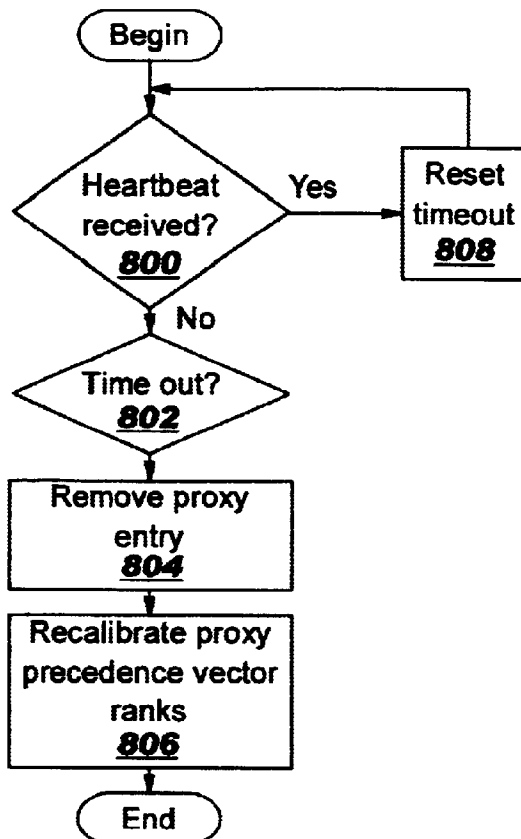 Begin
Heartbeat
received?
800
Yes
Reset
timeout
808
No
Time out?
802
Remove proxy
entry
804
Recalibrate proxy
precedence vector
ranks
806
End